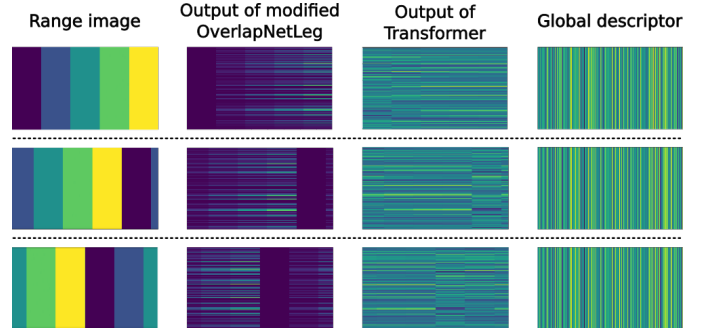 Range image
Output of modified
OverlapNetLeg
Output of
Transformer
Global descriptor